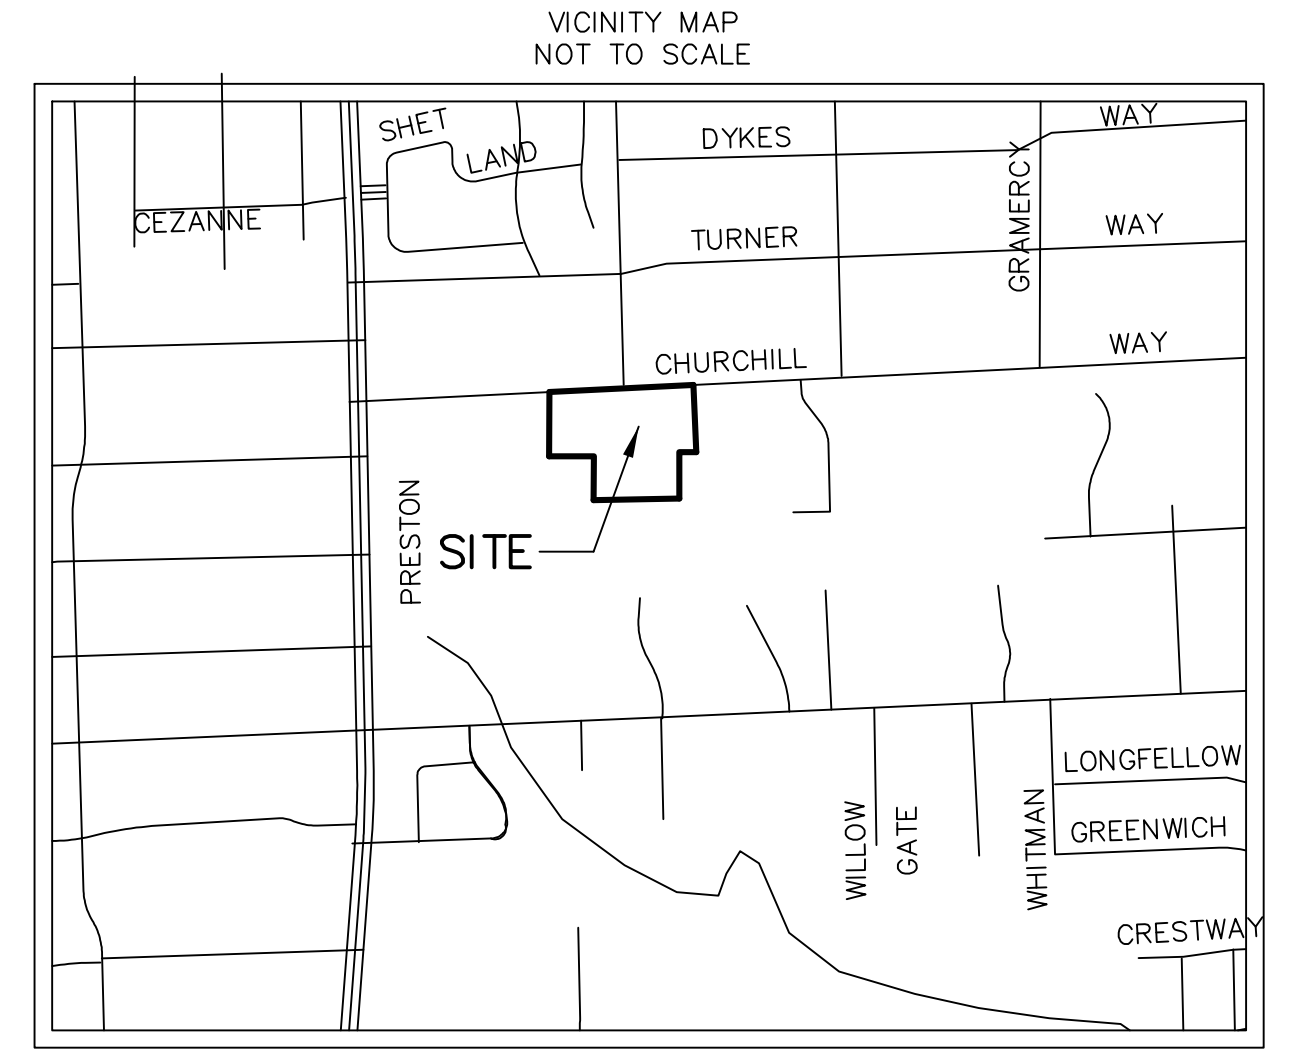 VICINITY MAP
NOT TO SCALE
SHET
LAND
DYKES
WAY
CEZANNE
TURNER
WAY
GRAMERCY
CHURCHILL
WAY
PRESTON
SITE
LONGFELLOW
WILLOW
GATE
WHITMAN
GREENWICH
CRESTWAY